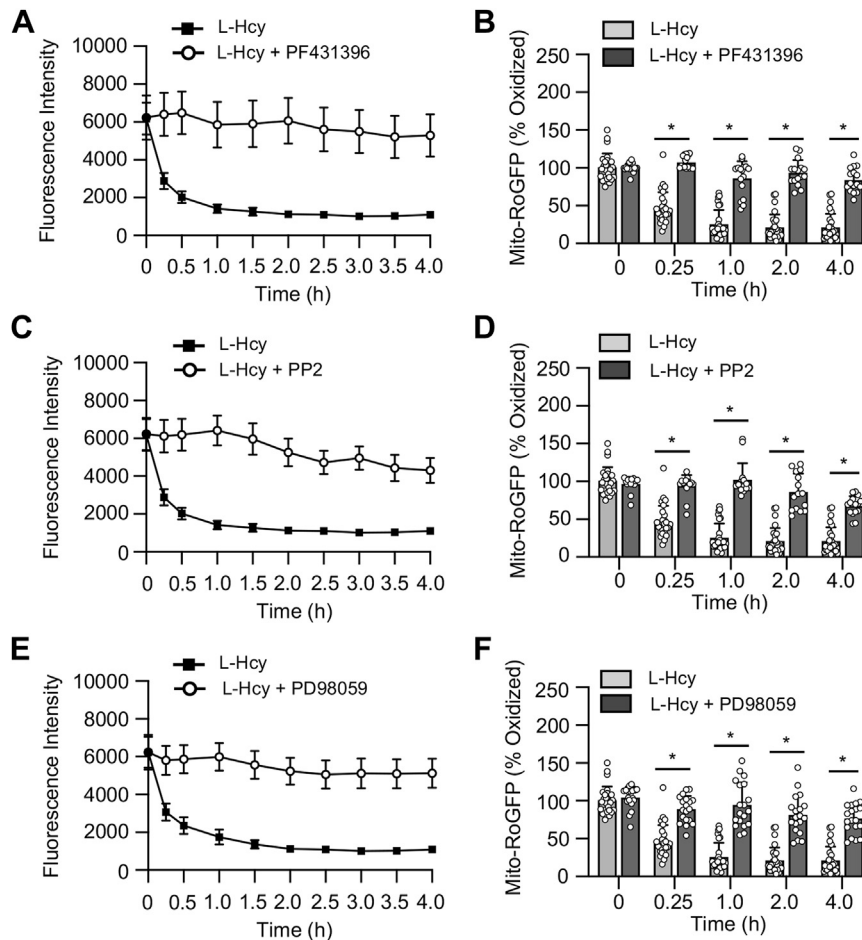 A
L-Hcy
L-Hcy + PF431396
Fluorescence Intensity
10000
8000
6000
4000
2000
0
0 0.5 1.0 1.5 2.0 2.5 3.0 3.5 4.0
Time (h)
B
L-Hcy
L-Hcy + PF431396
Mito-RoGFP (% Oxidized)
250
200
150
100
50
0
* * * *
0 0.25 1.0 2.0 4.0
Time (h)
C
L-Hcy
L-Hcy + PP2
Fluorescence Intensity
10000
8000
6000
4000
2000
0
0 0.5 1.0 1.5 2.0 2.5 3.0 3.5 4.0
Time (h)
D
L-Hcy
L-Hcy + PP2
Mito-RoGFP (% Oxidized)
250
200
150
100
50
0
* * * *
0 0.25 1.0 2.0 4.0
Time (h)
E
L-Hcy
L-Hcy + PD98059
Fluorescence Intensity
10000
8000
6000
4000
2000
0
0 0.5 1.0 1.5 2.0 2.5 3.0 3.5 4.0
Time (h)
F
L-Hcy
L-Hcy + PD98059
Mito-RoGFP (% Oxidized)
250
200
150
100
50
0
* * * *
0 0.25 1.0 2.0 4.0
Time (h)